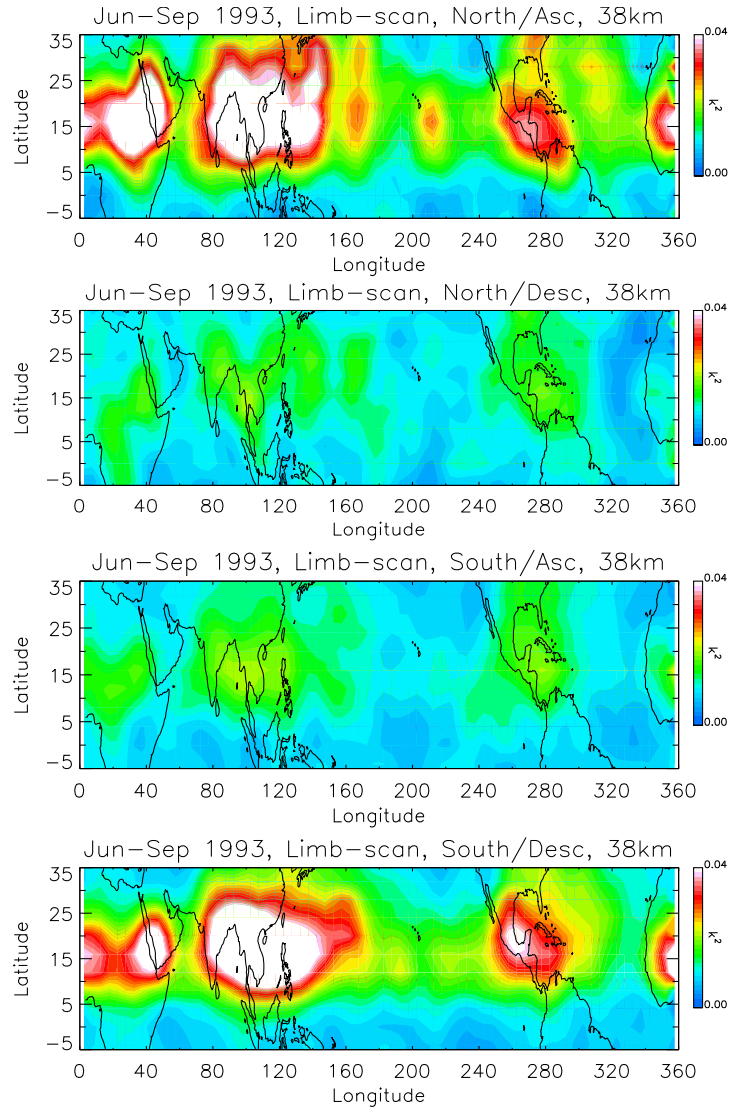 Jun-Sep 1993, Limb-scan, North/Asc, 38km
35
25
15
5
-5
Latitude
0 40 80 120 160 200 240 280 320 360
Longitude
0.04
K²
0.00
Jun-Sep 1993, Limb-scan, North/Desc, 38km
35
25
15
5
-5
Latitude
0 40 80 120 160 200 240 280 320 360
Longitude
0.04
K²
0.00
Jun-Sep 1993, Limb-scan, South/Asc, 38km
35
25
15
5
-5
Latitude
0 40 80 120 160 200 240 280 320 360
Longitude
0.04
K²
0.00
Jun-Sep 1993, Limb-scan, South/Desc, 38km
35
25
15
5
-5
Latitude
0 40 80 120 160 200 240 280 320 360
Longitude
0.04
K²
0.00